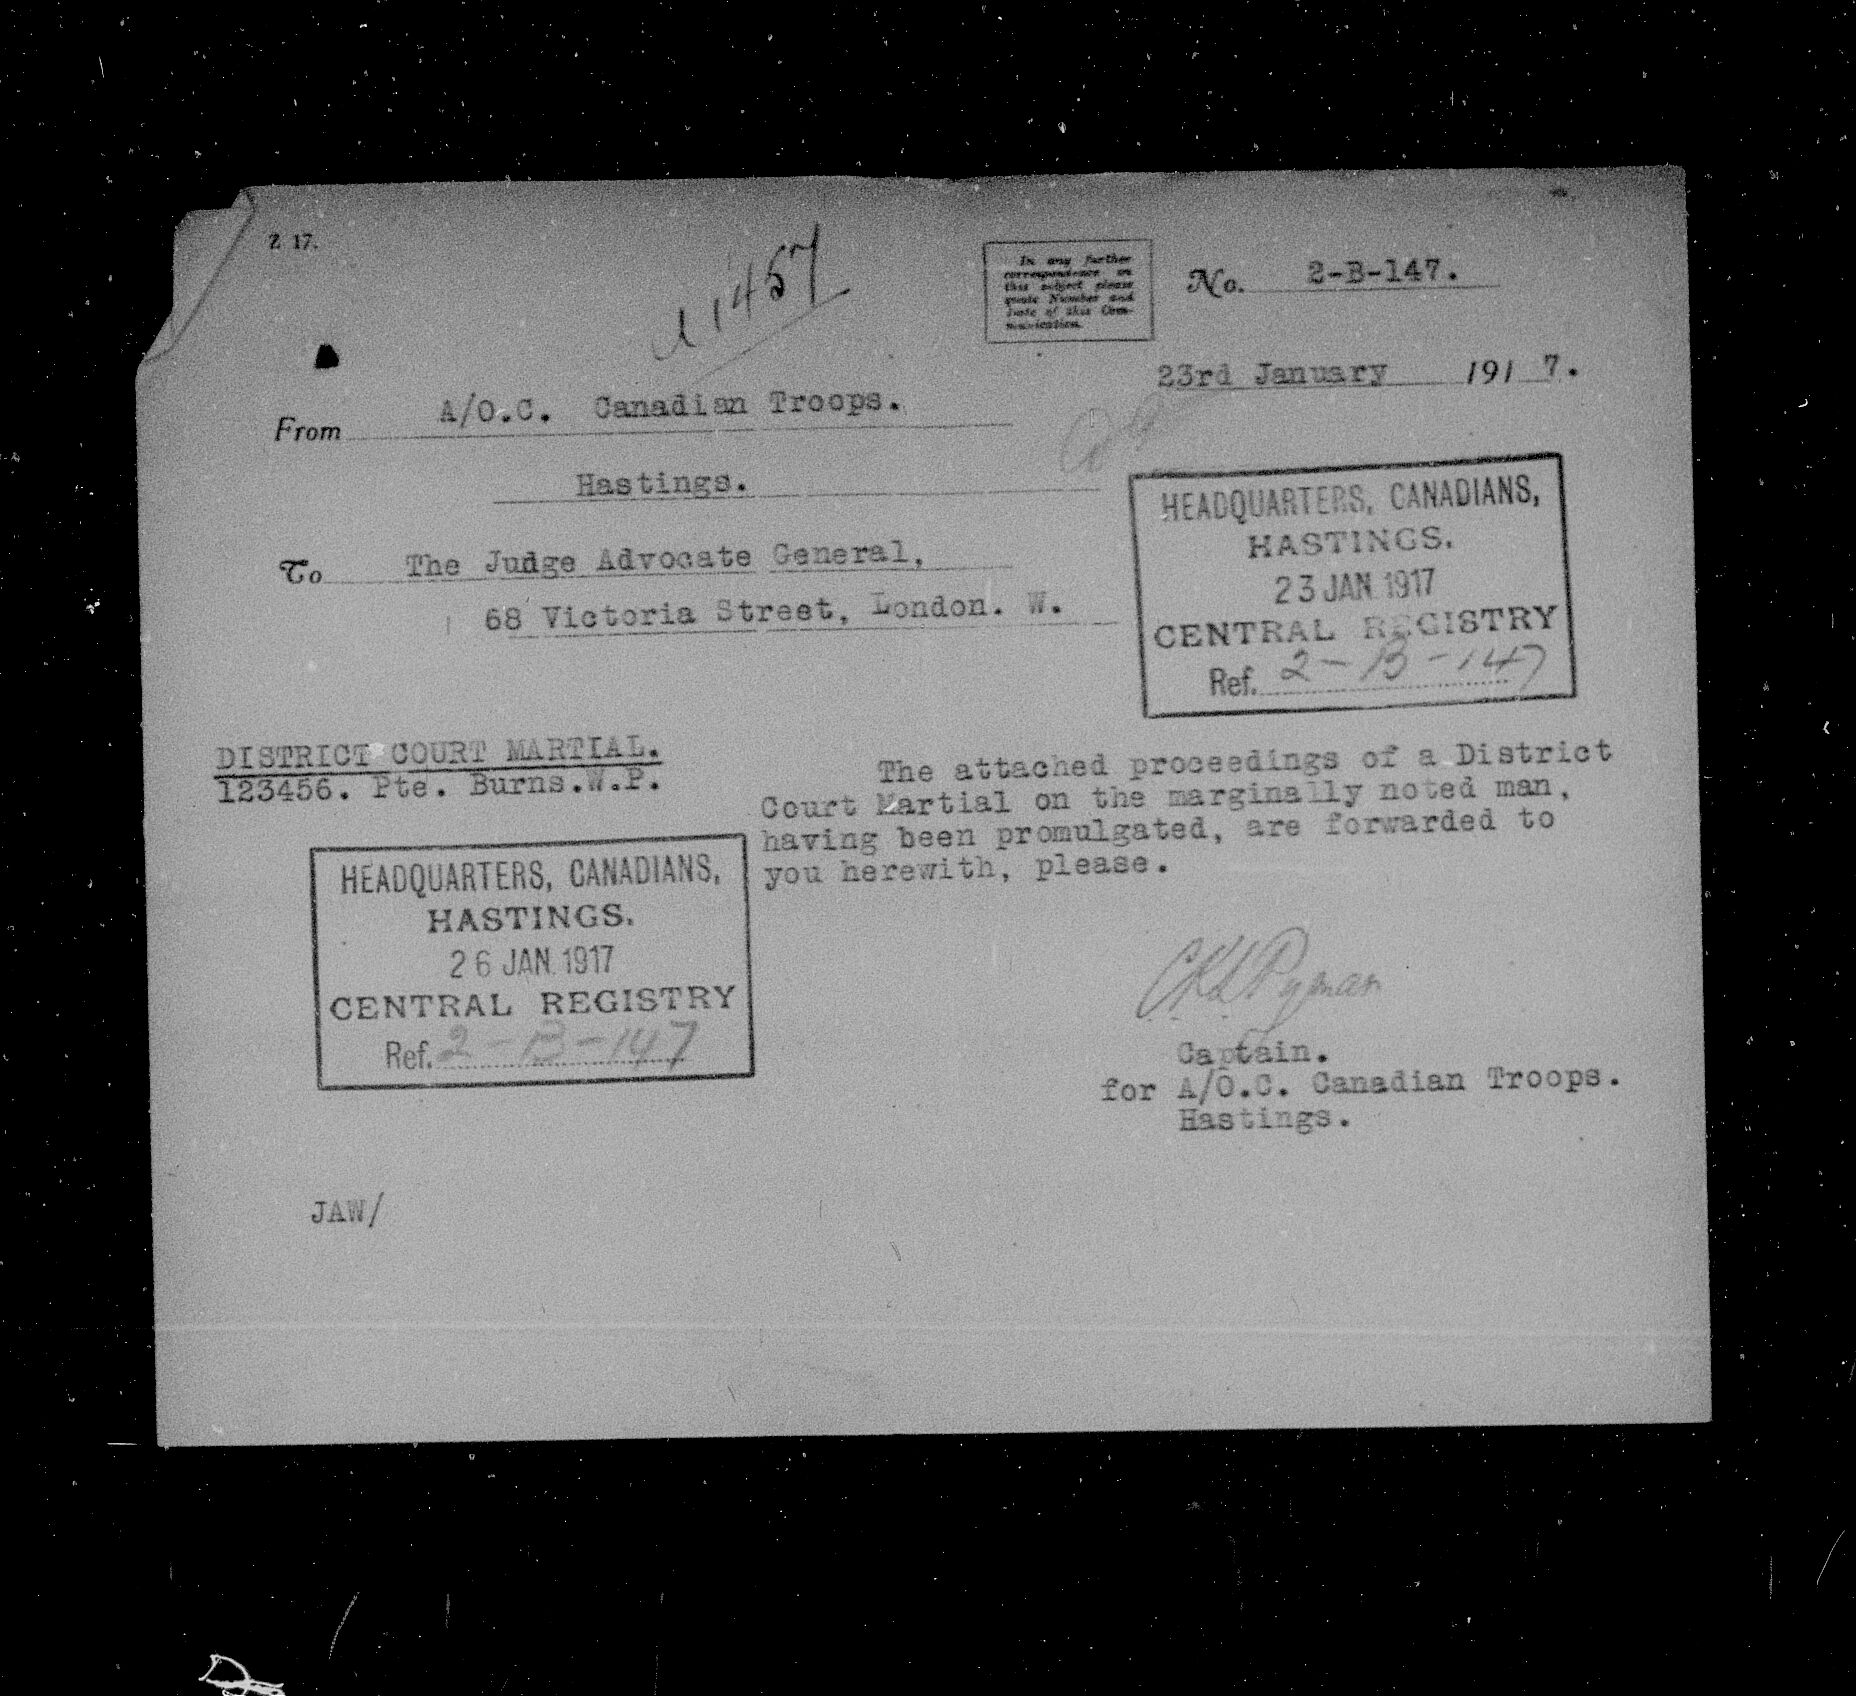 Z 17.
11457
In any further
correspondence on
this subject please
quote Number and
Date of this Com-
munication.
No. 2-B-147.
23rd January 1917.
From A/O.C. Canadian Troops.
Hastings.
To The Judge Advocate General,
68 Victoria Street, London. W.
HEADQUARTERS, CANADIANS,
HASTINGS.
23 JAN. 1917
CENTRAL REGISTRY
Ref. 2-B-147
DISTRICT COURT MARTIAL.
123456. Pte. Burns.W.P.
The attached proceedings of a District
Court Martial on the marginally noted man,
having been promulgated, are forwarded to
you herewith, please.
HEADQUARTERS, CANADIANS,
HASTINGS.
26 JAN. 1917
CENTRAL REGISTRY
Ref. 2-B-147
Pyman
Captain.
for A/O.C. Canadian Troops.
Hastings.
JAW/